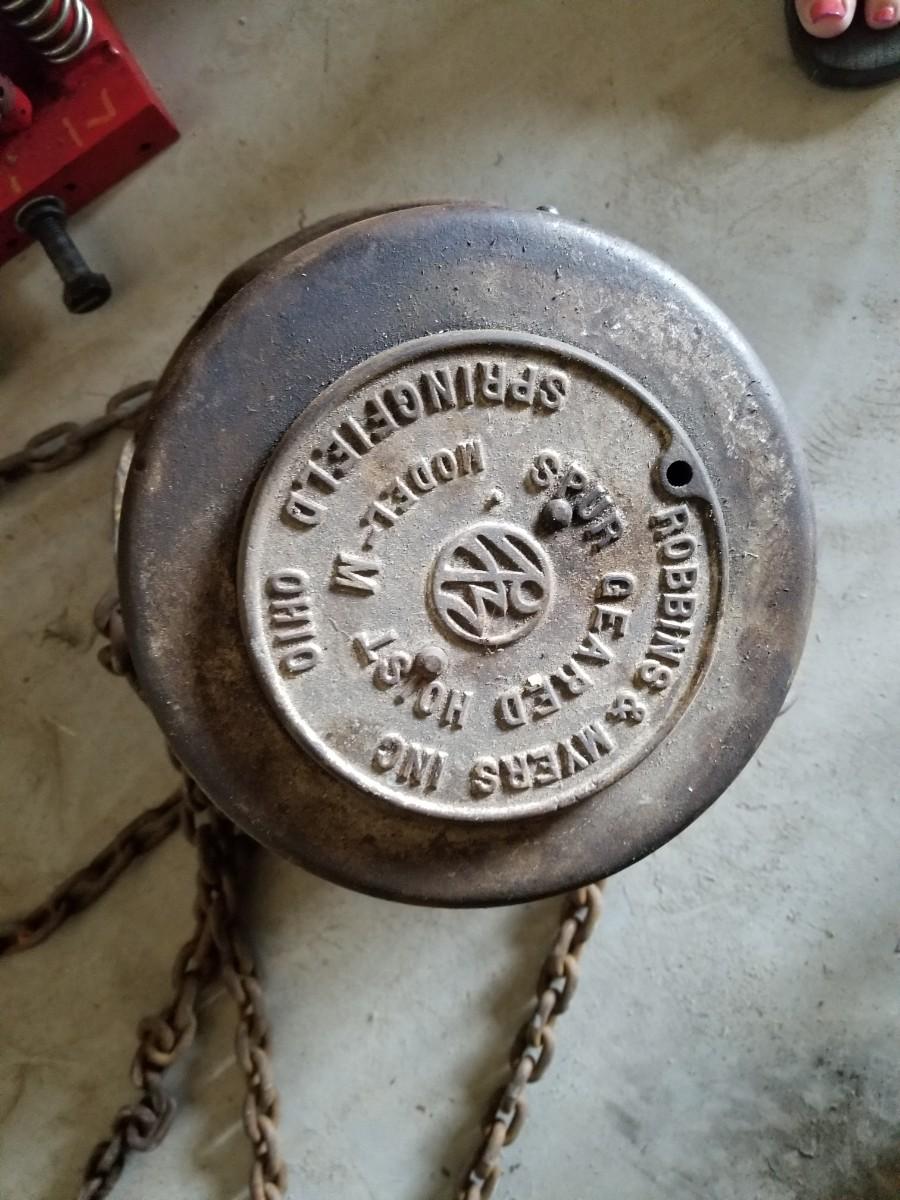 ROBBINS & MYERS INC
SPRINGFIELD OHIO
SPUR GEARED HOIST
MODEL-M
R&M